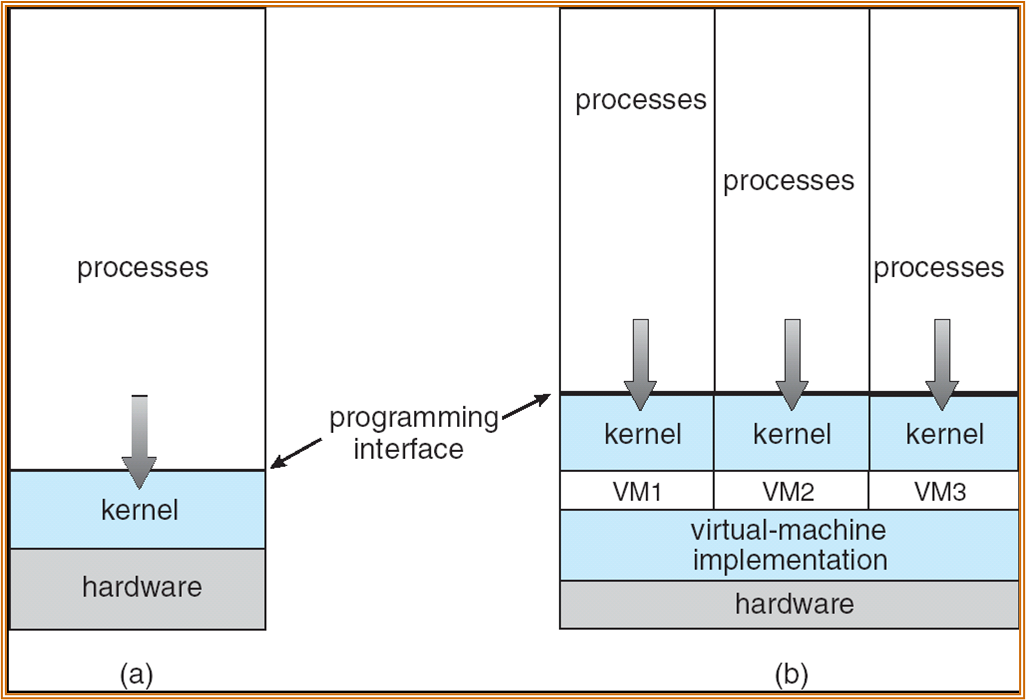 processes
kernel
hardware
(a)
programming
interface
processes
processes
processes
kernel
kernel
kernel
VM1
VM2
VM3
virtual-machine
implementation
hardware
(b)